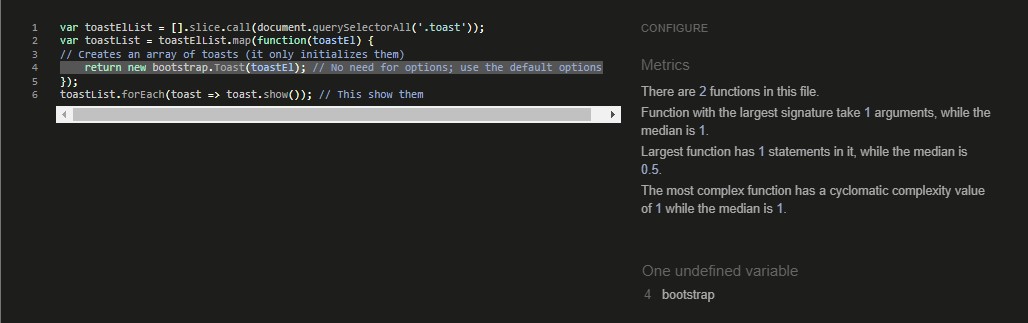 1 var toastElList = [].slice.call(document.querySelectorAll('.toast'));
2 var toastList = toastElList.map(function(toastEl) {
3 // Creates an array of toasts (it only initializes them)
4     return new bootstrap.Toast(toastEl); // No need for options; use the default options
5 });
6 toastList.forEach(toast => toast.show()); // This show them
CONFIGURE
Metrics
There are 2 functions in this file.
Function with the largest signature take 1 arguments, while the
median is 1.
Largest function has 1 statements in it, while the median is
0.5.
The most complex function has a cyclomatic complexity value
of 1 while the median is 1.
One undefined variable
4 bootstrap